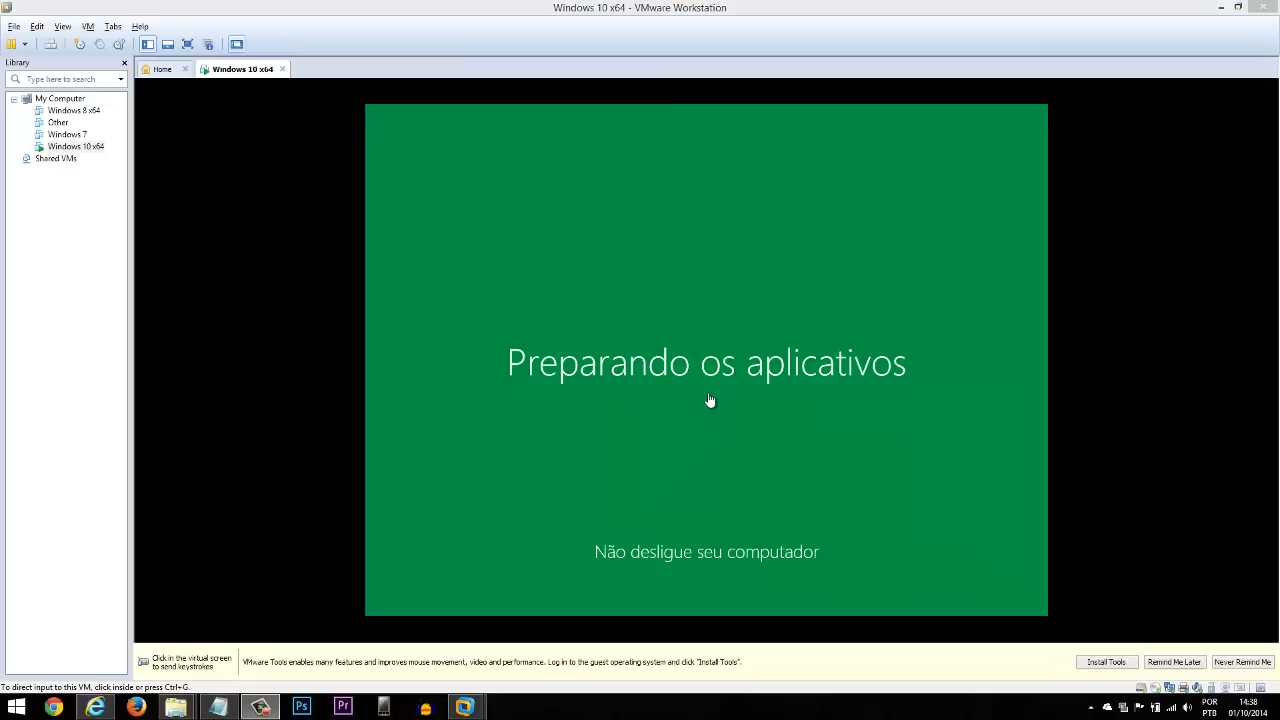 Windows 10 x64 - VMware Workstation
File Edit View VM Tabs Help
Library
Type here to search
Home
Windows 10 x64
My Computer
Windows 8 x64
Other
Windows 7
Windows 10 x64
Shared VMs
Preparando os aplicativos
Não desligue seu computador
Click in the virtual screen
to send keystrokes
VMware Tools enables many features and improves mouse movement, video and performance. Log in to the guest operating system and click "Install Tools".
Install Tools
Remind Me Later
Never Remind Me
To direct input to this VM, click inside or press Ctrl+G.
Ps
Pr
POR
PTB
14:38
01/10/2014